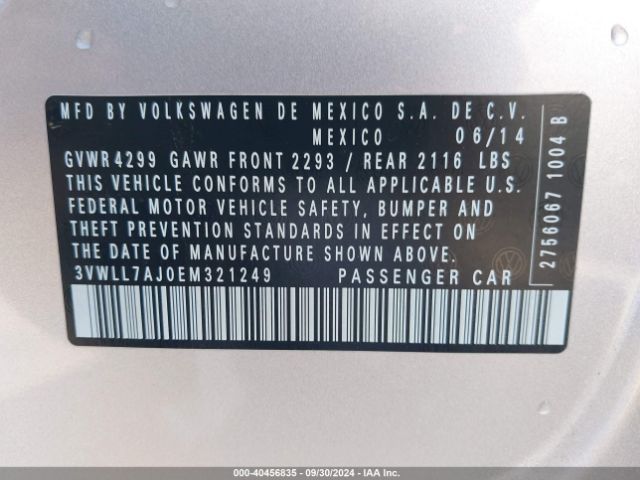 MFD BY VOLKSWAGEN DE MEXICO S.A. DE C.V.
MEXICO 06/14
GVWR 4299 GAWR FRONT 2293 / REAR 2116 LBS
THIS VEHICLE CONFORMS TO ALL APPLICABLE U.S.
FEDERAL MOTOR VEHICLE SAFETY, BUMPER AND
THEFT PREVENTION STANDARDS IN EFFECT ON
THE DATE OF MANUFACTURE SHOWN ABOVE.
3VWLL7AJ0EM321249 PASSENGER CAR
2756067 1004 B
000-40456835 - 09/30/2024 - IAA Inc.